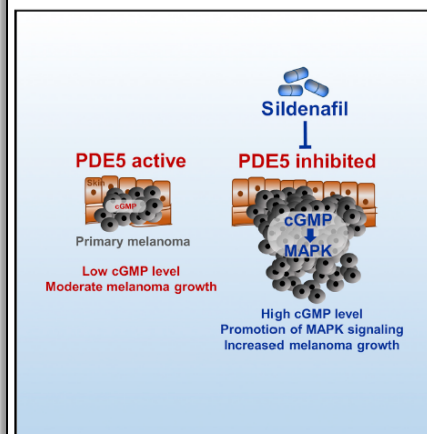 Sildenafil
PDE5 active
PDE5 inhibited
Skin
cGMP
cGMP
MAPK
Primary melanoma
Low cGMP level
Moderate melanoma growth
High cGMP level
Promotion of MAPK signaling
Increased melanoma growth